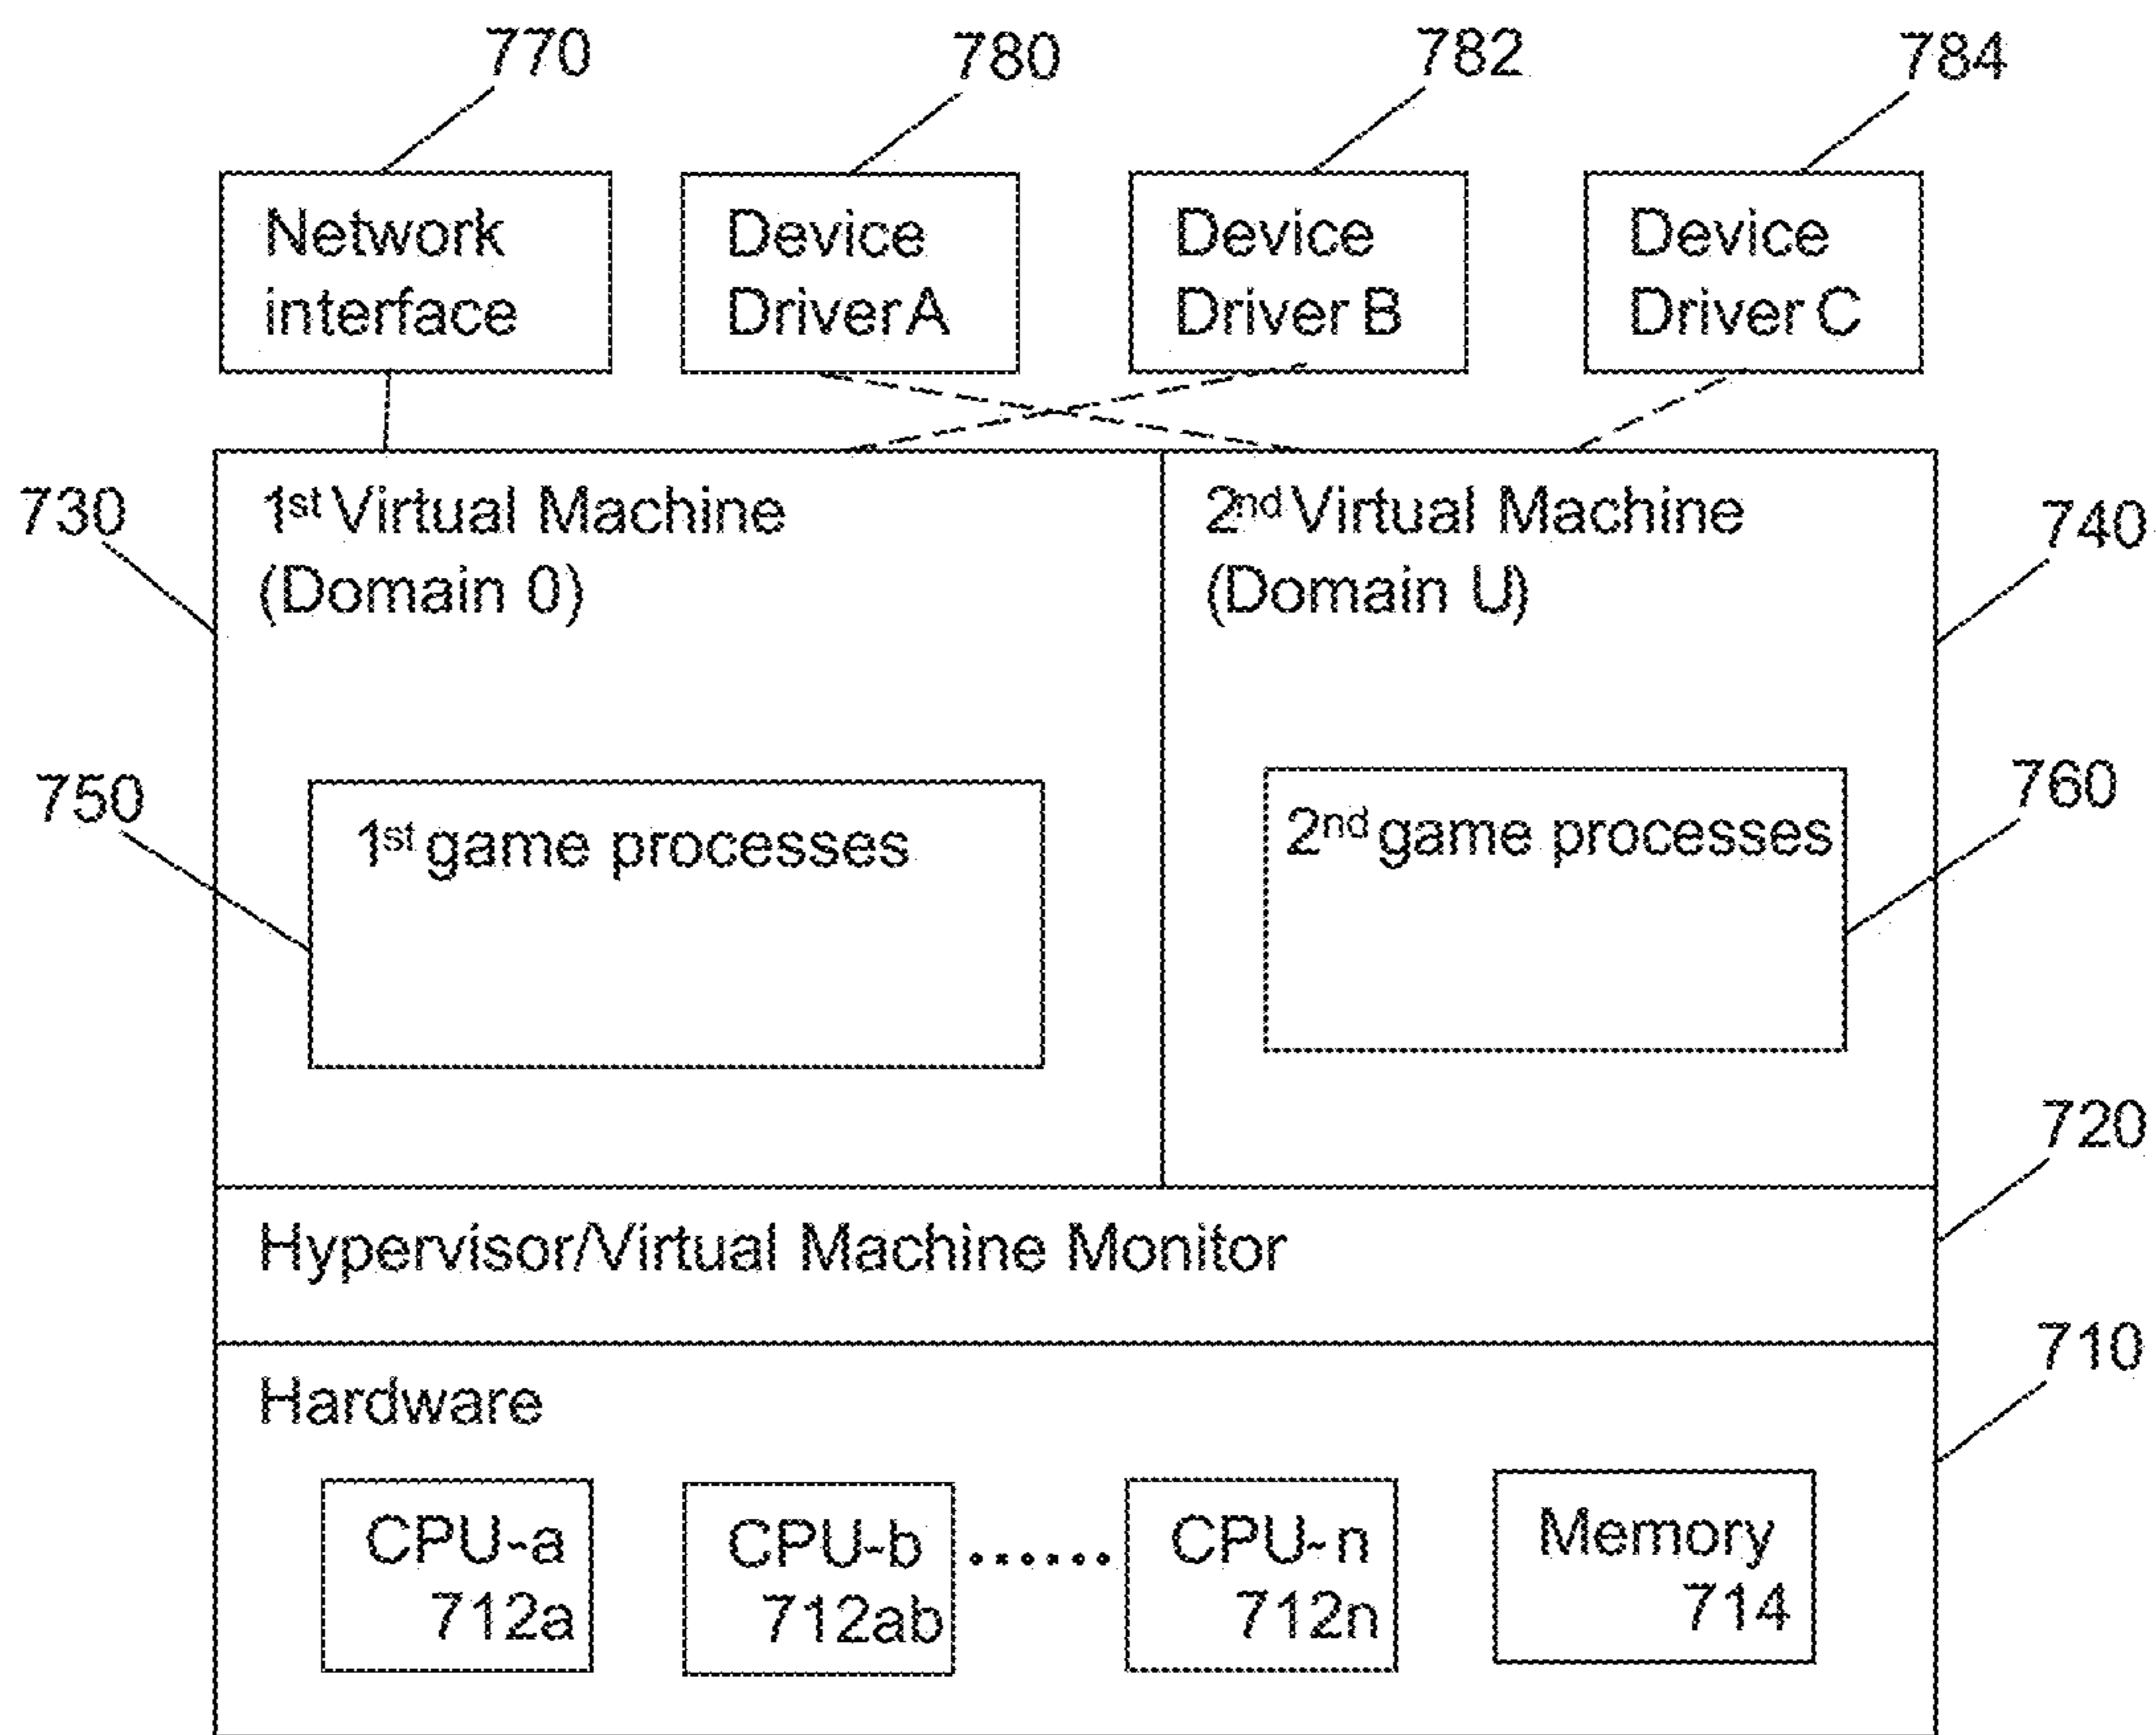 770
780
782
784
Network
interface
Device
Driver A
Device
Driver B
Device
Driver C
730
1st Virtual Machine
(Domain 0)
2nd Virtual Machine
(Domain U)
740
750
1st game processes
2nd game processes
760
720
Hypervisor/Virtual Machine Monitor
710
Hardware
CPU-a
712a
CPU-b
712ab
......
CPU-n
712n
Memory
714